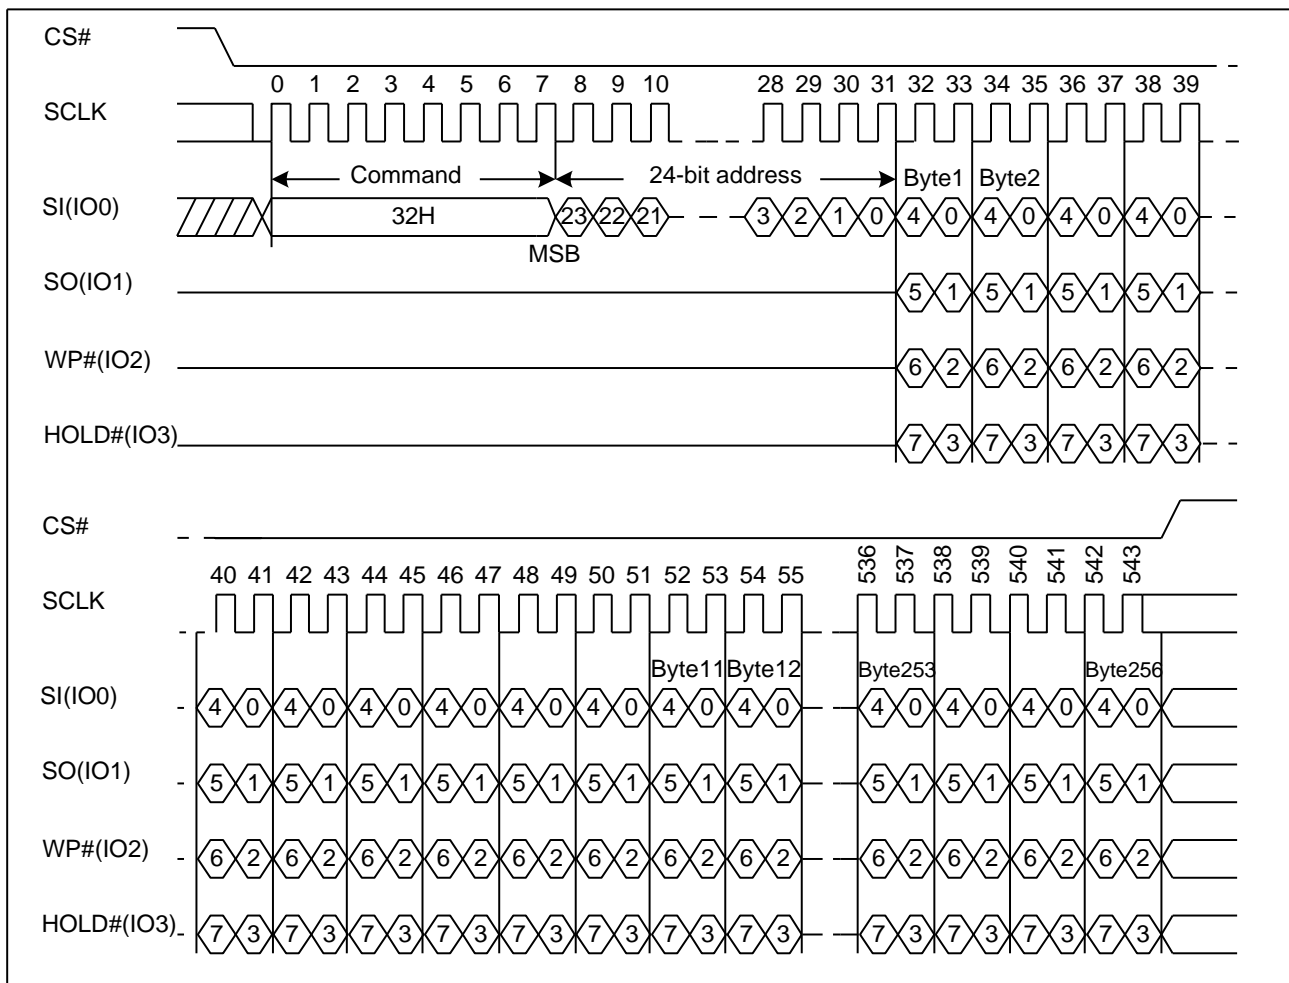 CS#
0 1 2 3 4 5 6 7 8 9 10 28 29 30 31 32 33 34 35 36 37 38 39
SCLK
Command 24-bit address Byte1 Byte2
SI(IO0) 32H 23 22 21 3 2 1 0 4 0 4 0 4 0 4 0
MSB
SO(IO1) 5 1 5 1 5 1 5 1
WP#(IO2) 6 2 6 2 6 2 6 2
HOLD#(IO3) 7 3 7 3 7 3 7 3
CS#
40 41 42 43 44 45 46 47 48 49 50 51 52 53 54 55 536 537 538 539 540 541 542 543
SCLK
Byte11 Byte12 Byte253 Byte256
SI(IO0) 4 0 4 0 4 0 4 0 4 0 4 0 4 0 4 0 4 0 4 0 4 0 4 0
SO(IO1) 5 1 5 1 5 1 5 1 5 1 5 1 5 1 5 1 5 1 5 1 5 1 5 1
WP#(IO2) 6 2 6 2 6 2 6 2 6 2 6 2 6 2 6 2 6 2 6 2 6 2 6 2
HOLD#(IO3) 7 3 7 3 7 3 7 3 7 3 7 3 7 3 7 3 7 3 7 3 7 3 7 3